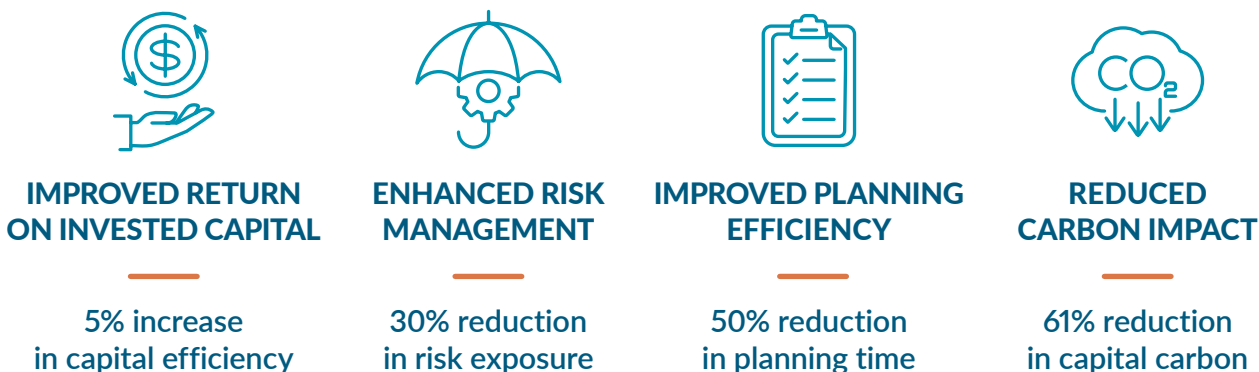 $
IMPROVED RETURN
ON INVESTED CAPITAL
5% increase
in capital efficiency
ENHANCED RISK
MANAGEMENT
30% reduction
in risk exposure
IMPROVED PLANNING
EFFICIENCY
50% reduction
in planning time
CO₂
REDUCED
CARBON IMPACT
61% reduction
in capital carbon